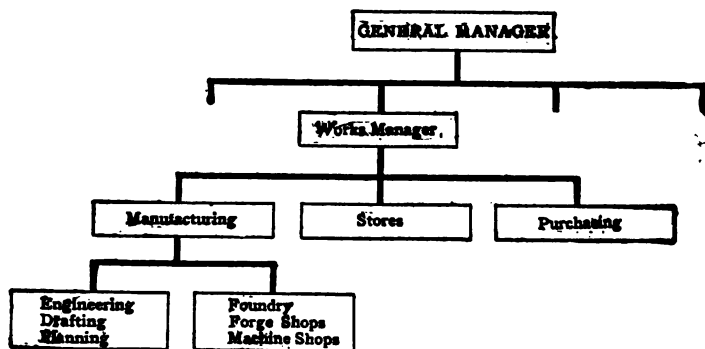 GENERAL MANAGER
Works Manager
Manufacturing
Stores
Purchasing
Engineering
Drafting
Planning
Foundry
Forge Shops
Machine Shops